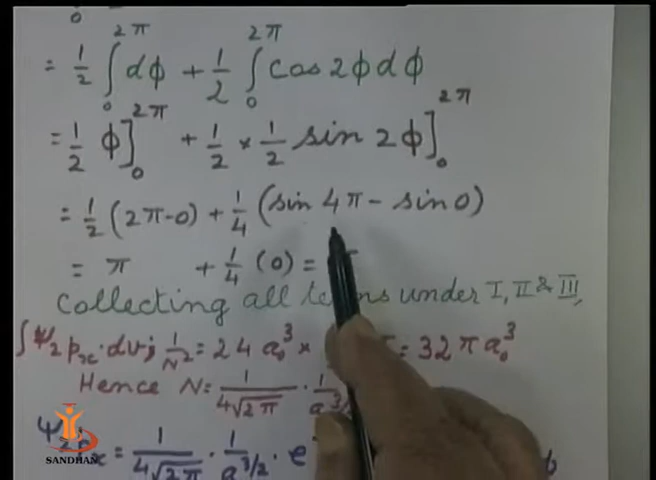 = 1/2 ∫₀^2π dφ + 1/2 ∫₀^2π cos 2φ dφ
= 1/2 φ]₀^2π + 1/2 × 1/2 sin 2φ]₀^2π
= 1/2 (2π-0) + 1/4 (sin 4π - sin 0)
= π + 1/4 (0) =
Collecting all terms under I, II & III,
∫ψ²2px·dv; 1/N² = 24 a₀³ × = 32 π a₀³
Hence N = 1/4√2π · 1/a³/
= 1/4√2π · 1/a^3/2 · e
SANDHAN